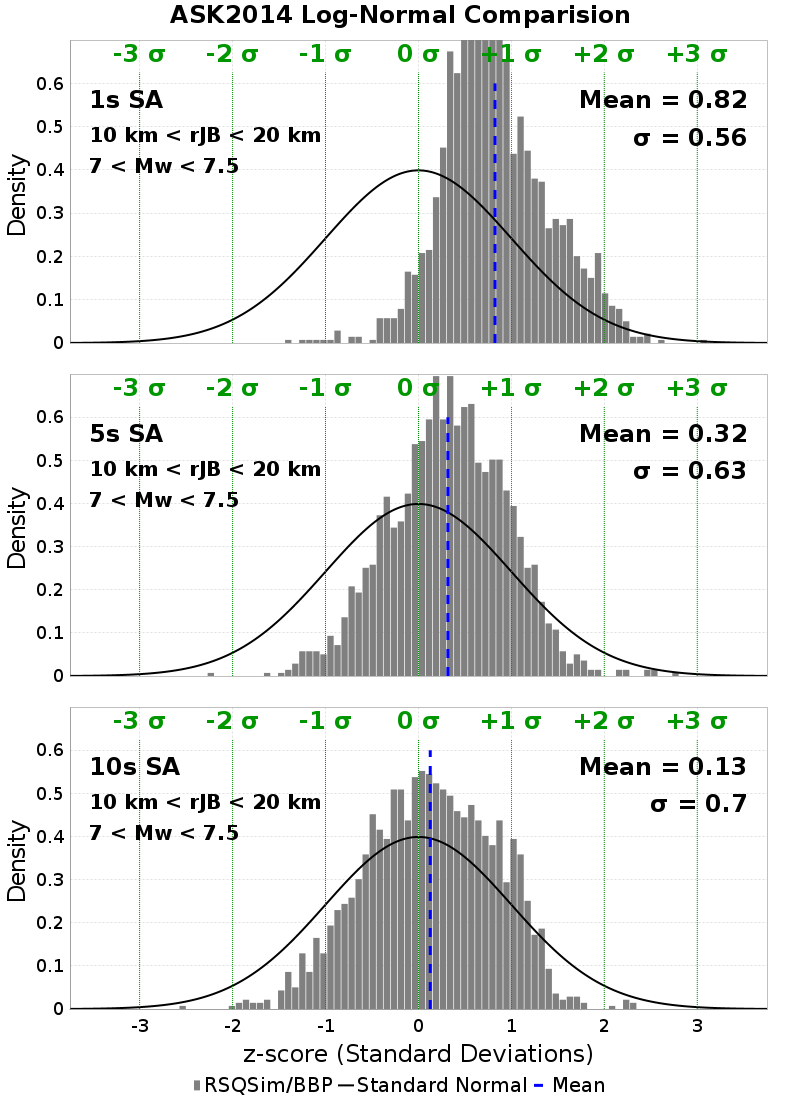 ASK2014 Log-Normal Comparision
-3 σ -2 σ -1 σ 0 σ +1 σ +2 σ +3 σ
0.6
1s SA Mean = 0.82
0.5
10 km < rJB < 20 km σ = 0.56
7 < Mw < 7.5
0.4
Density
0.3
0.2
0.1
0
-3 σ -2 σ -1 σ 0 σ +1 σ +2 σ +3 σ
0.6
5s SA Mean = 0.32
0.5
10 km < rJB < 20 km σ = 0.63
7 < Mw < 7.5
0.4
Density
0.3
0.2
0.1
0
-3 σ -2 σ -1 σ 0 σ +1 σ +2 σ +3 σ
0.6
10s SA Mean = 0.13
0.5
10 km < rJB < 20 km σ = 0.7
7 < Mw < 7.5
0.4
Density
0.3
0.2
0.1
0
-3 -2 -1 0 1 2 3
z-score (Standard Deviations)
RSQSim/BBP Standard Normal Mean